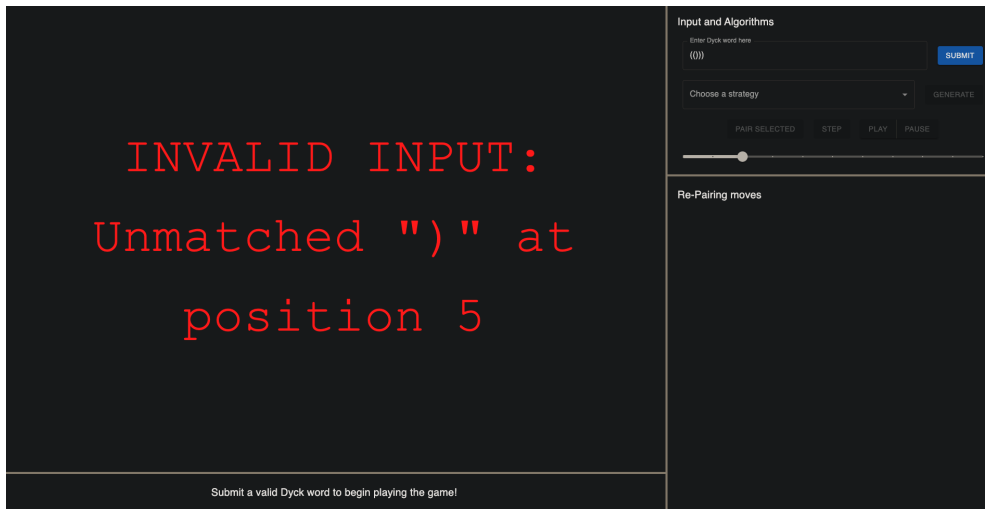 INVALID INPUT:
Unmatched ")" at
position 5
Submit a valid Dyck word to begin playing the game!
Input and Algorithms
Enter Dyck word here
(()))
SUBMIT
Choose a strategy
GENERATE
PAIR SELECTED
STEP
PLAY
PAUSE
Re-Pairing moves